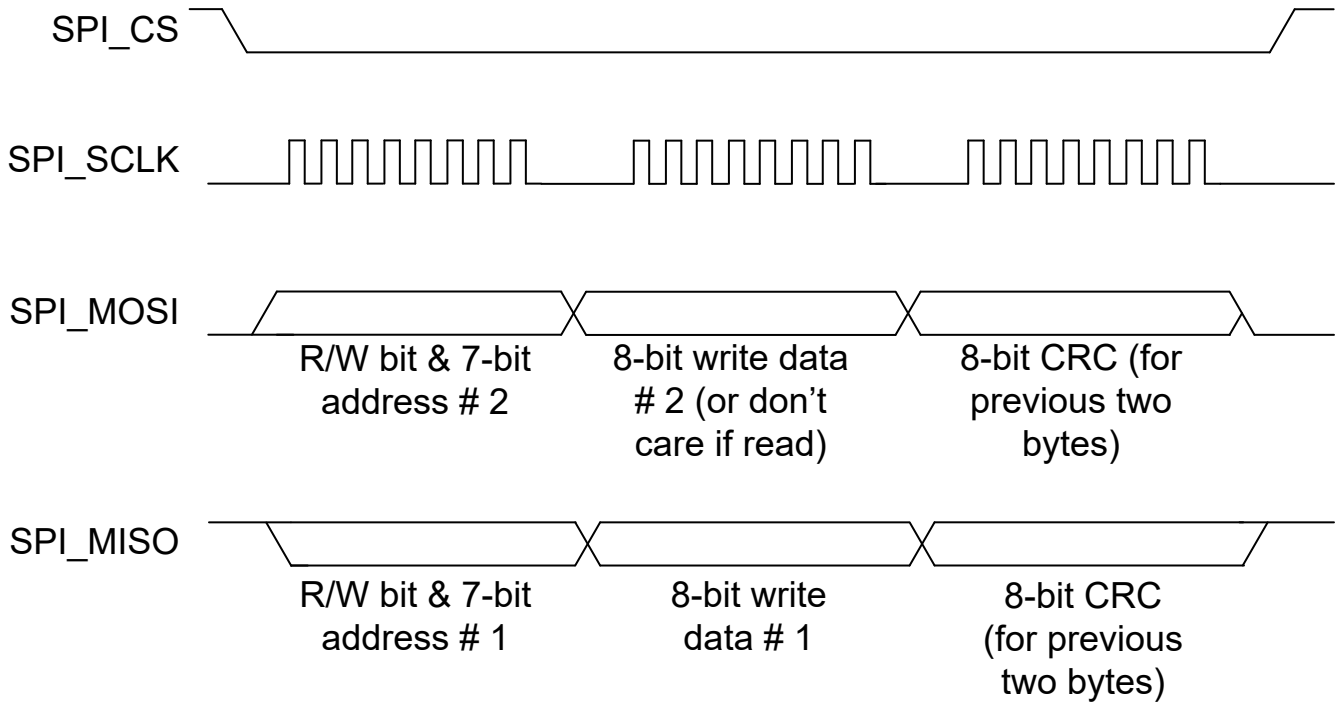 SPI_CS
SPI_SCLK
SPI_MOSI
R/W bit & 7-bit
address # 2
8-bit write data
# 2 (or don’t
care if read)
8-bit CRC (for
previous two
bytes)
SPI_MISO
R/W bit & 7-bit
address # 1
8-bit write
data # 1
8-bit CRC
(for previous
two bytes)